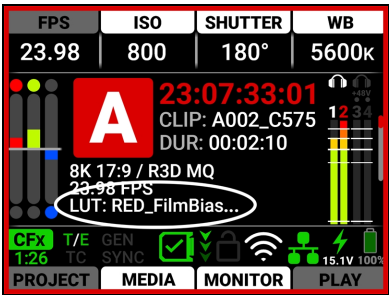 FPS ISO SHUTTER WB
23.98 800 180° 5600K
A
23:07:33:01
CLIP: A002_C575
DUR: 00:02:10
+40V
1 2 3 4
8K 17:9 / R3D MQ
23.98 FPS
LUT: RED_FilmBias...
CFx T/E GEN
1:26 TC SYNC 15.1V 100%
PROJECT MEDIA MONITOR PLAY